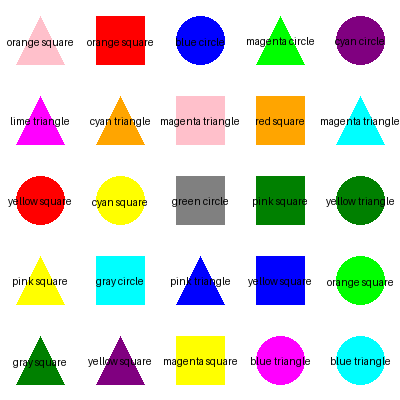 orange square orange square blue circle magenta circle cyan circle
lime triangle cyan triangle magenta triangle red square magenta triangle
yellow square cyan square green circle pink square yellow triangle
pink square gray circle pink triangle yellow square orange square
gray square yellow square magenta square blue triangle blue triangle